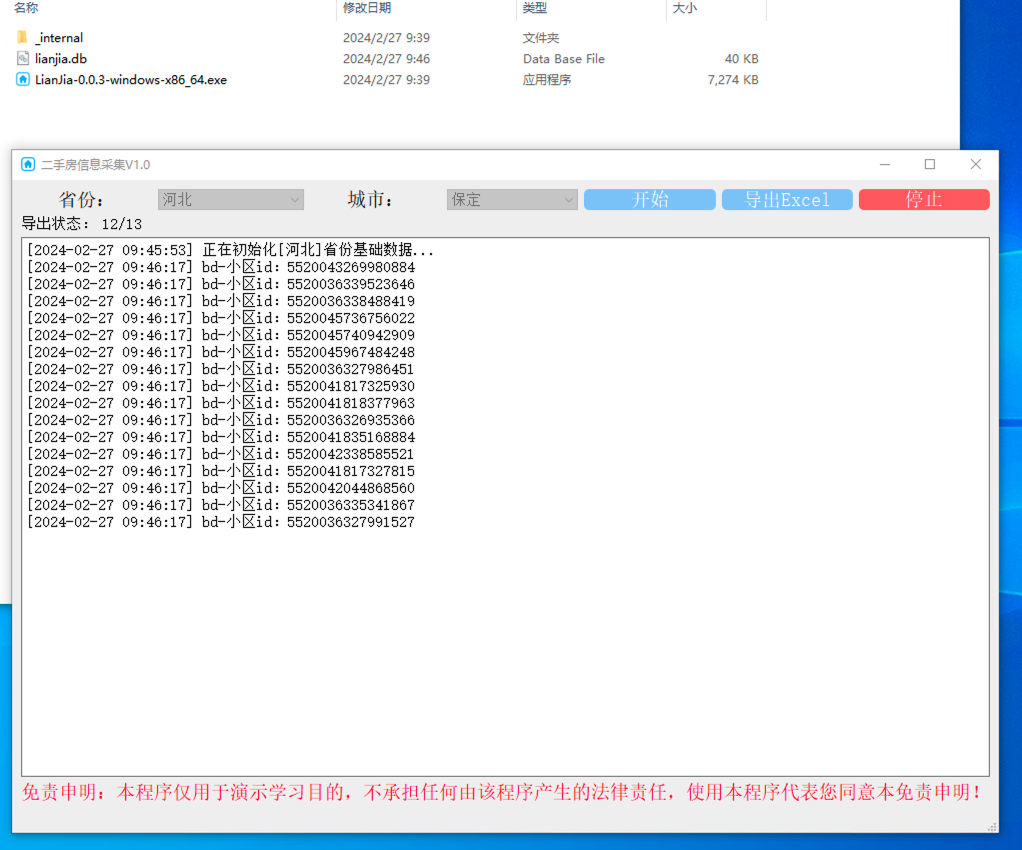 名称 修改日期 类型 大小
_internal 2024/2/27 9:39 文件夹
lianjia.db 2024/2/27 9:46 Data Base File 40 KB
LianJia-0.0.3-windows-x86_64.exe 2024/2/27 9:39 应用程序 7,274 KB
二手房信息采集V1.0
省份： 河北 城市： 保定 开始 导出Excel 停止
导出状态： 12/13
[2024-02-27 09:45:53] 正在初始化[河北]省份基础数据...
[2024-02-27 09:46:17] bd-小区id：5520043269980884
[2024-02-27 09:46:17] bd-小区id：5520036339523646
[2024-02-27 09:46:17] bd-小区id：5520036338488419
[2024-02-27 09:46:17] bd-小区id：5520045736756022
[2024-02-27 09:46:17] bd-小区id：5520045740942909
[2024-02-27 09:46:17] bd-小区id：5520045967484248
[2024-02-27 09:46:17] bd-小区id：5520036327986451
[2024-02-27 09:46:17] bd-小区id：5520041817325930
[2024-02-27 09:46:17] bd-小区id：5520041818377963
[2024-02-27 09:46:17] bd-小区id：5520036326935366
[2024-02-27 09:46:17] bd-小区id：5520041835168884
[2024-02-27 09:46:17] bd-小区id：5520042338585521
[2024-02-27 09:46:17] bd-小区id：5520041817327815
[2024-02-27 09:46:17] bd-小区id：5520042044868560
[2024-02-27 09:46:17] bd-小区id：5520036335341867
[2024-02-27 09:46:17] bd-小区id：5520036327991527
免责申明：本程序仅用于演示学习目的，不承担任何由该程序产生的法律责任，使用本程序代表您同意本免责申明！